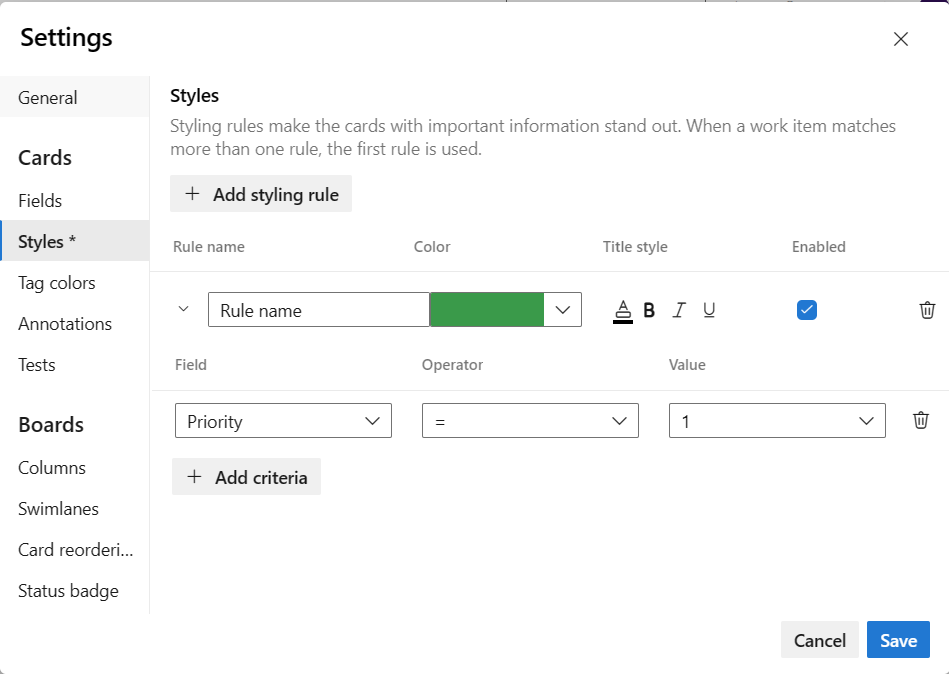 Settings
General
Cards
Fields
Styles *
Tag colors
Annotations
Tests
Boards
Columns
Swimlanes
Card reorderi...
Status badge
Styles
Styling rules make the cards with important information stand out. When a work item matches
more than one rule, the first rule is used.
+ Add styling rule
Rule name Color Title style Enabled
Rule name A B I U
Field Operator Value
Priority = 1
+ Add criteria
Cancel Save